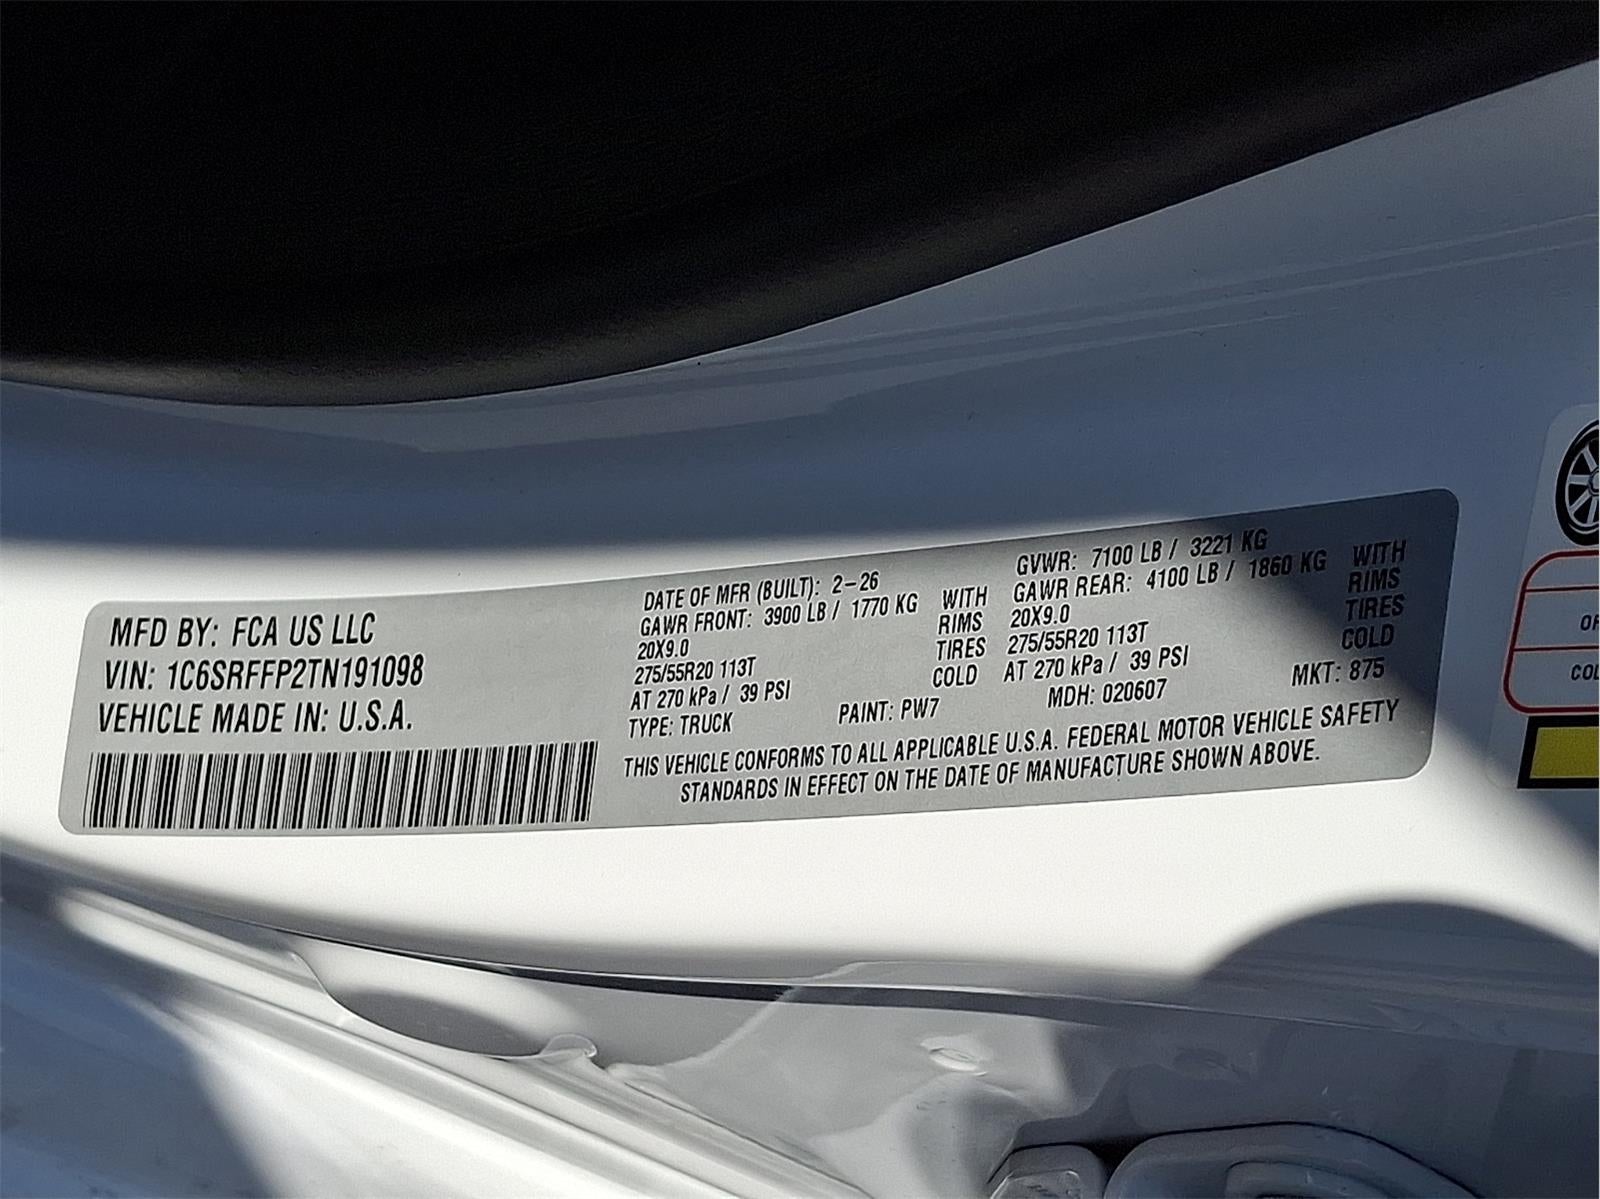 MFD BY: FCA US LLC
VIN: 1C6SRFFP2TN191098
VEHICLE MADE IN: U.S.A.
DATE OF MFR (BUILT): 2-26
GAWR FRONT: 3900 LB / 1770 KG WITH
20X9.0 RIMS
275/55R20 113T TIRES
AT 270 kPa / 39 PSI COLD
TYPE: TRUCK
GVWR: 7100 LB / 3221 KG
GAWR REAR: 4100 LB / 1860 KG WITH
20X9.0 RIMS
275/55R20 113T TIRES
AT 270 kPa / 39 PSI COLD
PAINT: PW7 MDH: 020607 MKT: 875
THIS VEHICLE CONFORMS TO ALL APPLICABLE U.S.A. FEDERAL MOTOR VEHICLE SAFETY
STANDARDS IN EFFECT ON THE DATE OF MANUFACTURE SHOWN ABOVE.